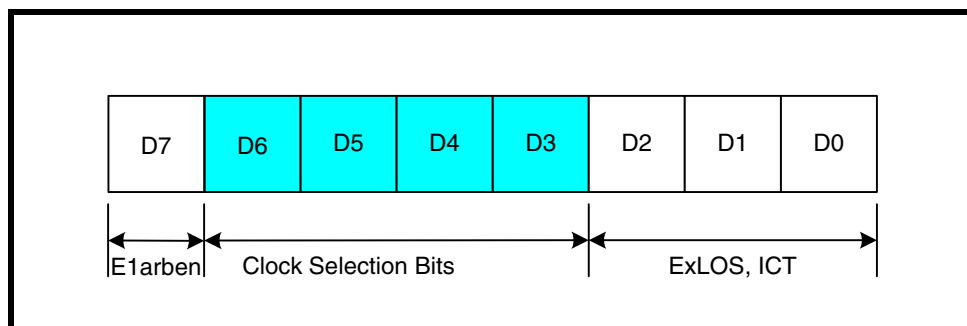 D7 D6 D5 D4 D3 D2 D1 D0
E1arben Clock Selection Bits ExLOS, ICT